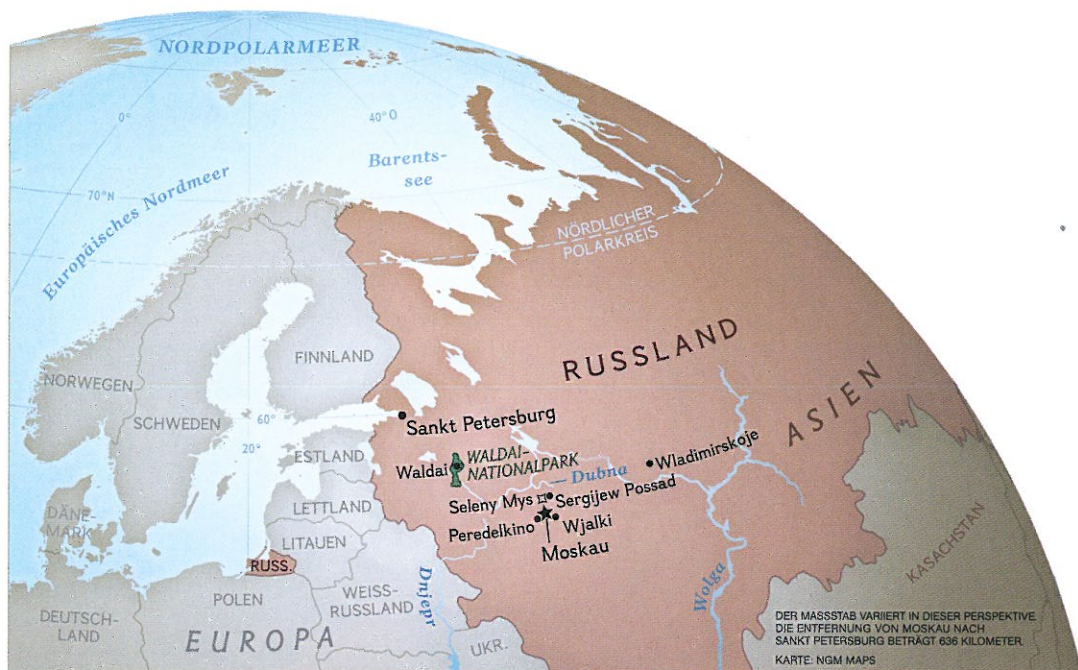 NORDPOLARMEER
0°
40°O
Barents-
see
70°N
Europäisches Nordmeer
NÖRDLICHER
POLARKREIS
RUSSLAND
FINNLAND
NORWEGEN
SCHWEDEN
ASIEN
60°
20°
Sankt Petersburg
ESTLAND
Waldai
WALDAI-
NATIONALPARK
Dubna
Wladimirskoje
LETTLAND
Seleny Mys
Sergijew Possad
DÄNE-
MARK
LITAUEN
Peredelkino
Wjalki
Moskau
RUSS.
KASACHSTAN
POLEN
WEISS-
RUSSLAND
Dnjepr
Wolga
DEUTSCH-
LAND
EUROPA
UKR.
DER MASSSTAB VARIIERT IN DIESER PERSPEKTIVE.
DIE ENTFERNUNG VON MOSKAU NACH
SANKT PETERSBURG BETRÄGT 636 KILOMETER.
KARTE: NGM MAPS